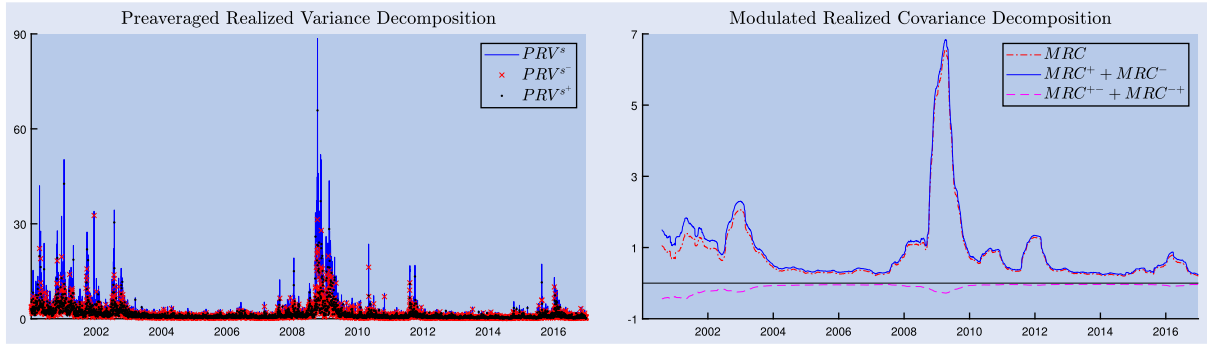 Preaveraged Realized Variance Decomposition
90
60
30
0
2002 2004 2006 2008 2010 2012 2014 2016
PRV^s
PRV^{s^-}
PRV^{s^+}
Modulated Realized Covariance Decomposition
7
5
3
1
-1
2002 2004 2006 2008 2010 2012 2014 2016
MRC
MRC^+ + MRC^-
MRC^{+-} + MRC^{-+}